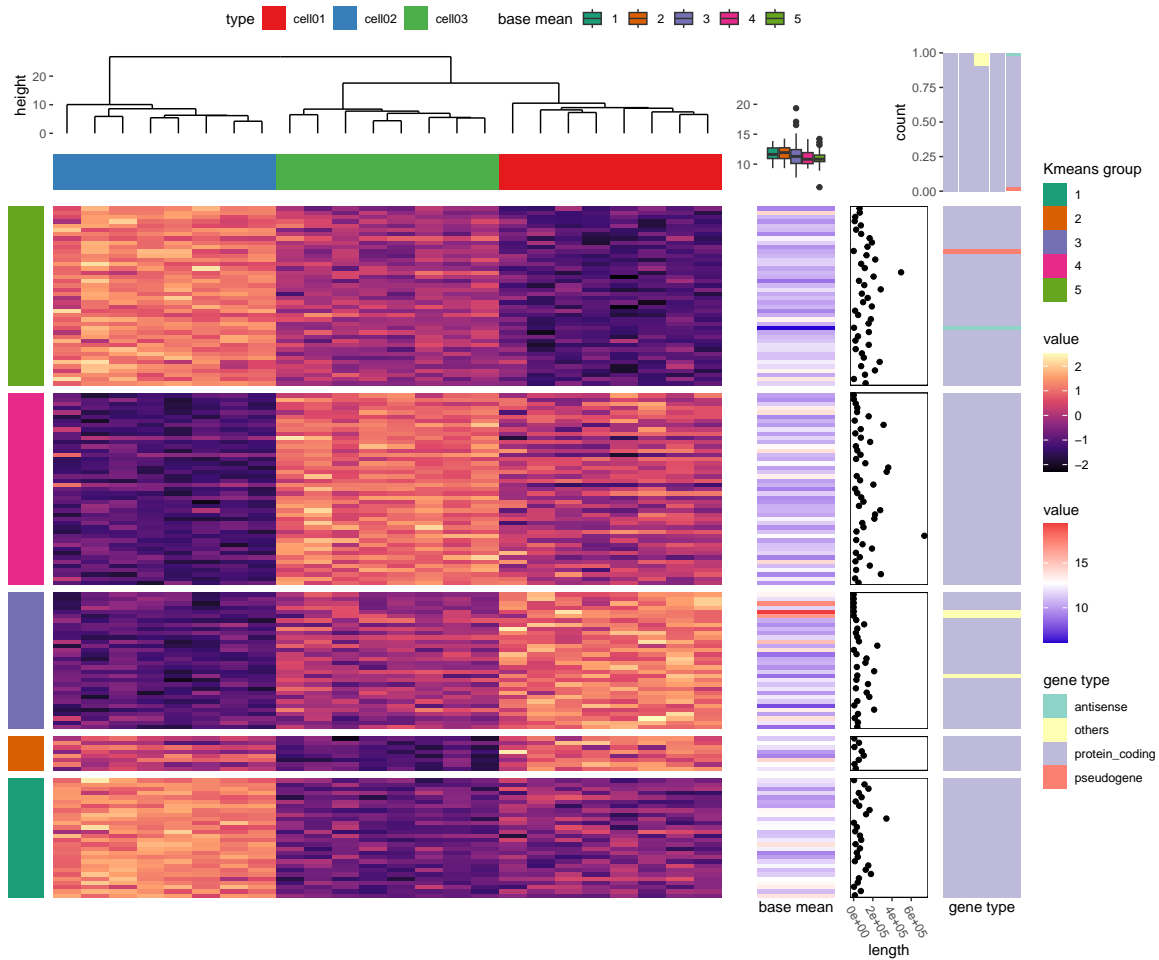 type cell01 cell02 cell03 base mean 1 2 3 4 5
height
20
10
0
20
15
10
count
1.00
0.75
0.50
0.25
0.00
Kmeans group
1
2
3
4
5
value
2
1
0
−1
−2
value
15
10
gene type
antisense
others
protein_coding
pseudogene
base mean
0e+00
2e+05
4e+05
6e+05
length
gene type